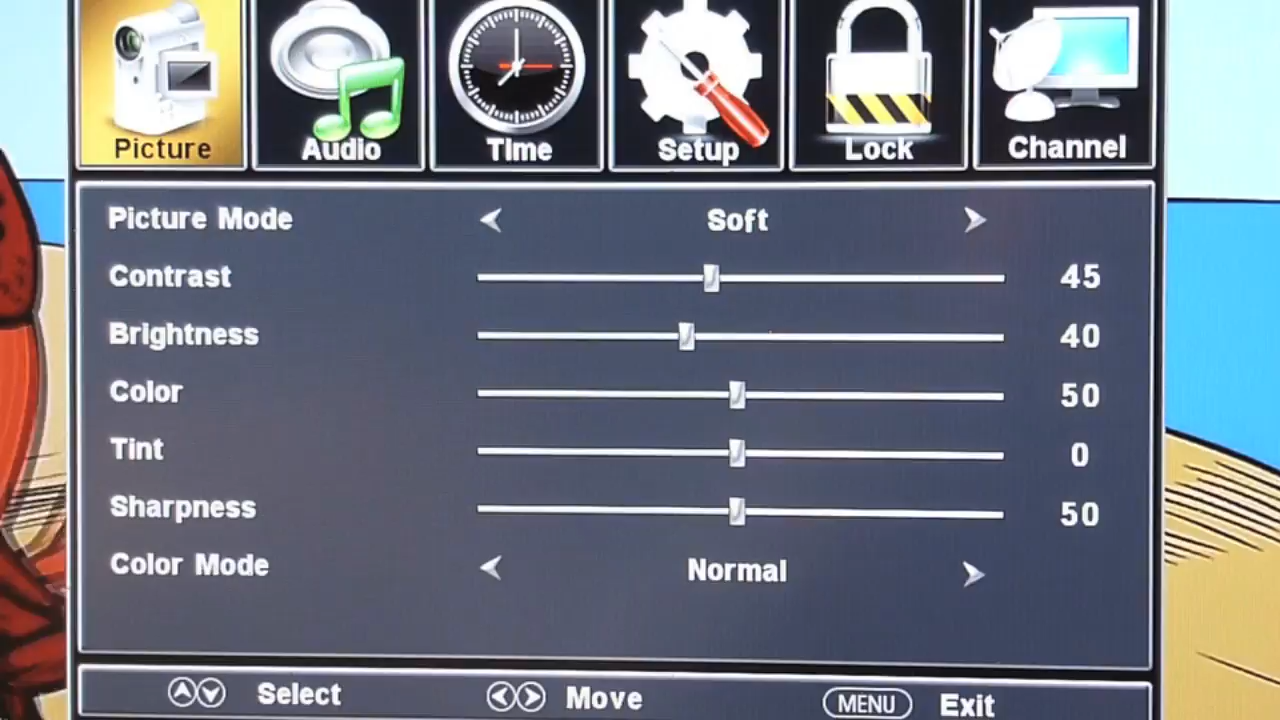 Picture Audio Time Setup Lock Channel
Picture Mode Soft
Contrast 45
Brightness 40
Color 50
Tint 0
Sharpness 50
Color Mode Normal
Select Move MENU Exit